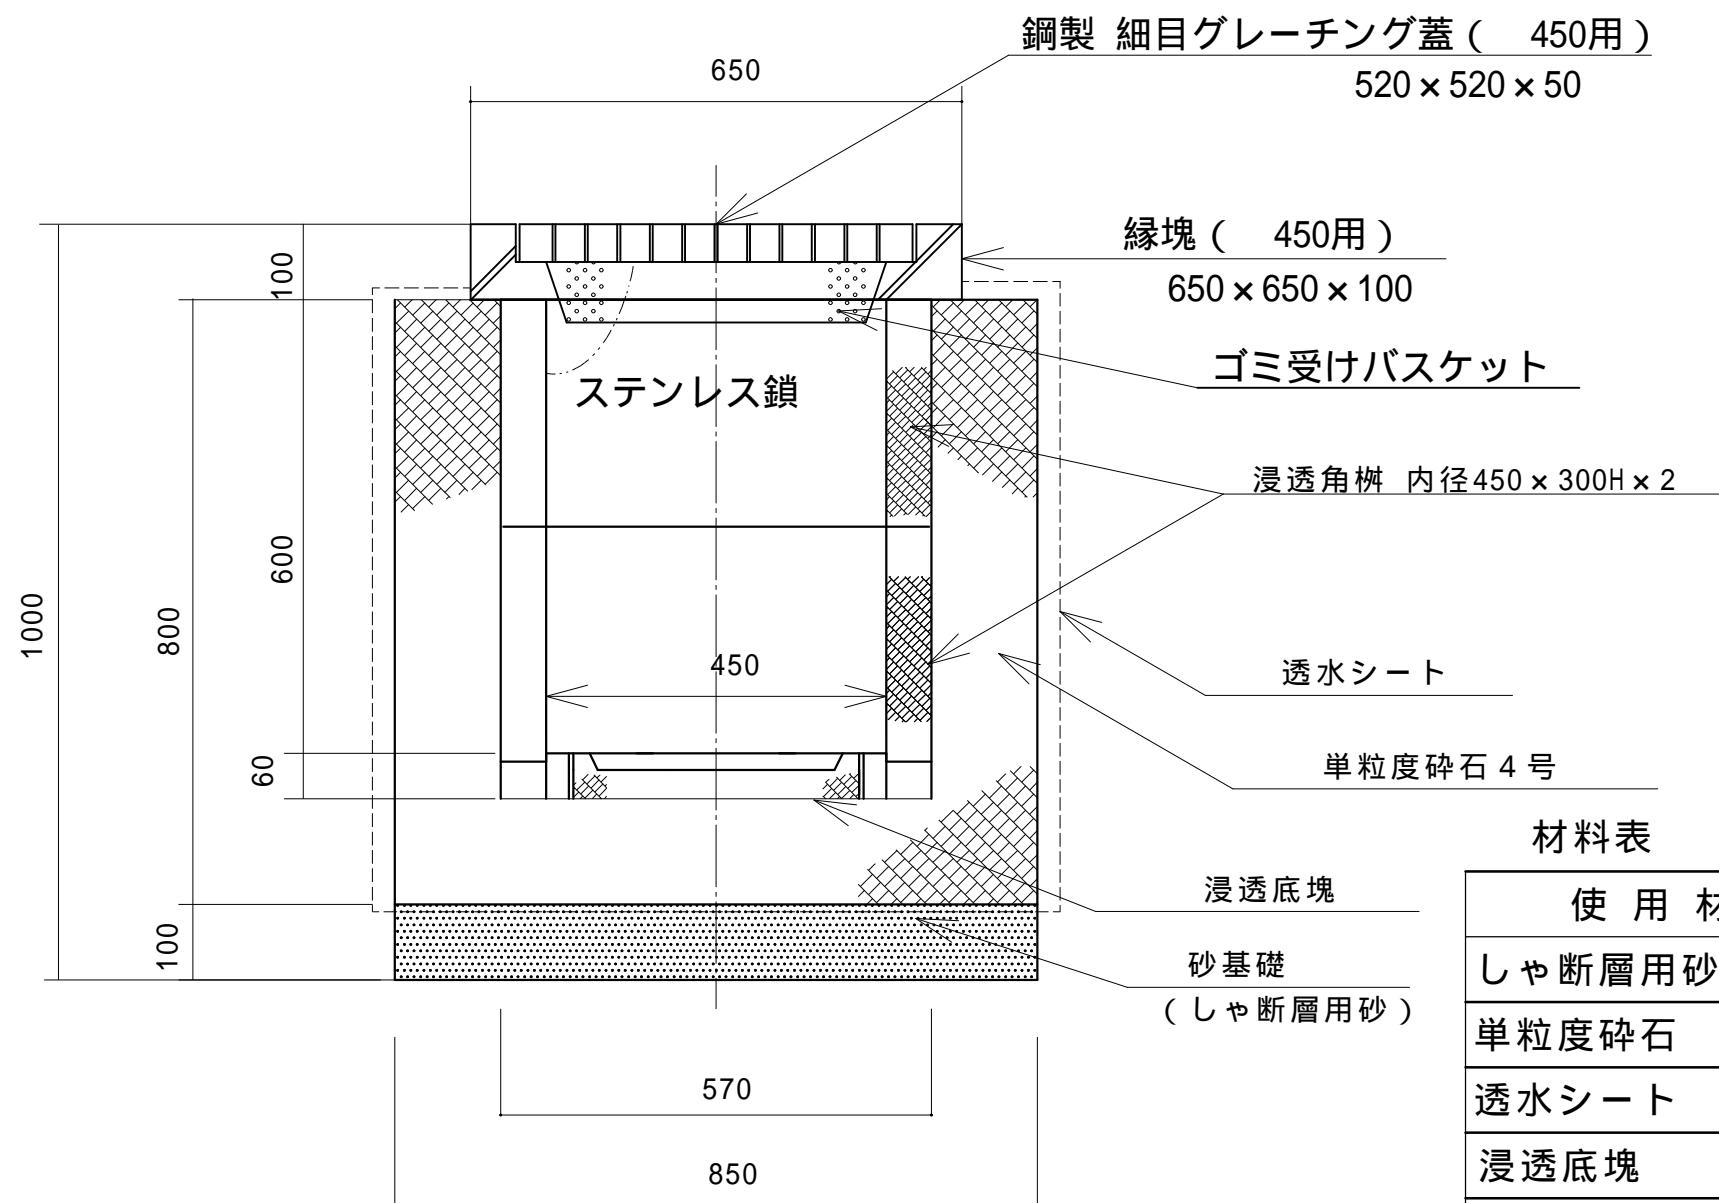 鋼製 細目グレーチング蓋( 450用)
520×520×50
650
縁塊( 450用)
650×650×100
100
ゴミ受けバスケット
ステンレス鎖
浸透角桝 内径450×300H×2
600
1000
800
450
透水シート
60
単粒度砕石4号
材料表
浸透底塊
使 用 材
100
砂基礎
(しゃ断層用砂)
しゃ断層用砂
単粒度砕石
570
透水シート
850
浸透底塊